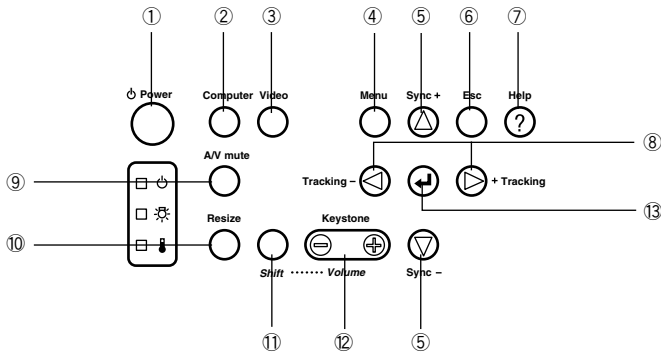 ① ② ③ ④ ⑤ ⑥ ⑦
Power Computer Video Menu Sync + Esc Help
?
A/V mute
⑧
⑨ Tracking – + Tracking
⑬
Resize Keystone
⑩
Shift ······· Volume Sync –
⑪ ⑫ ⑤